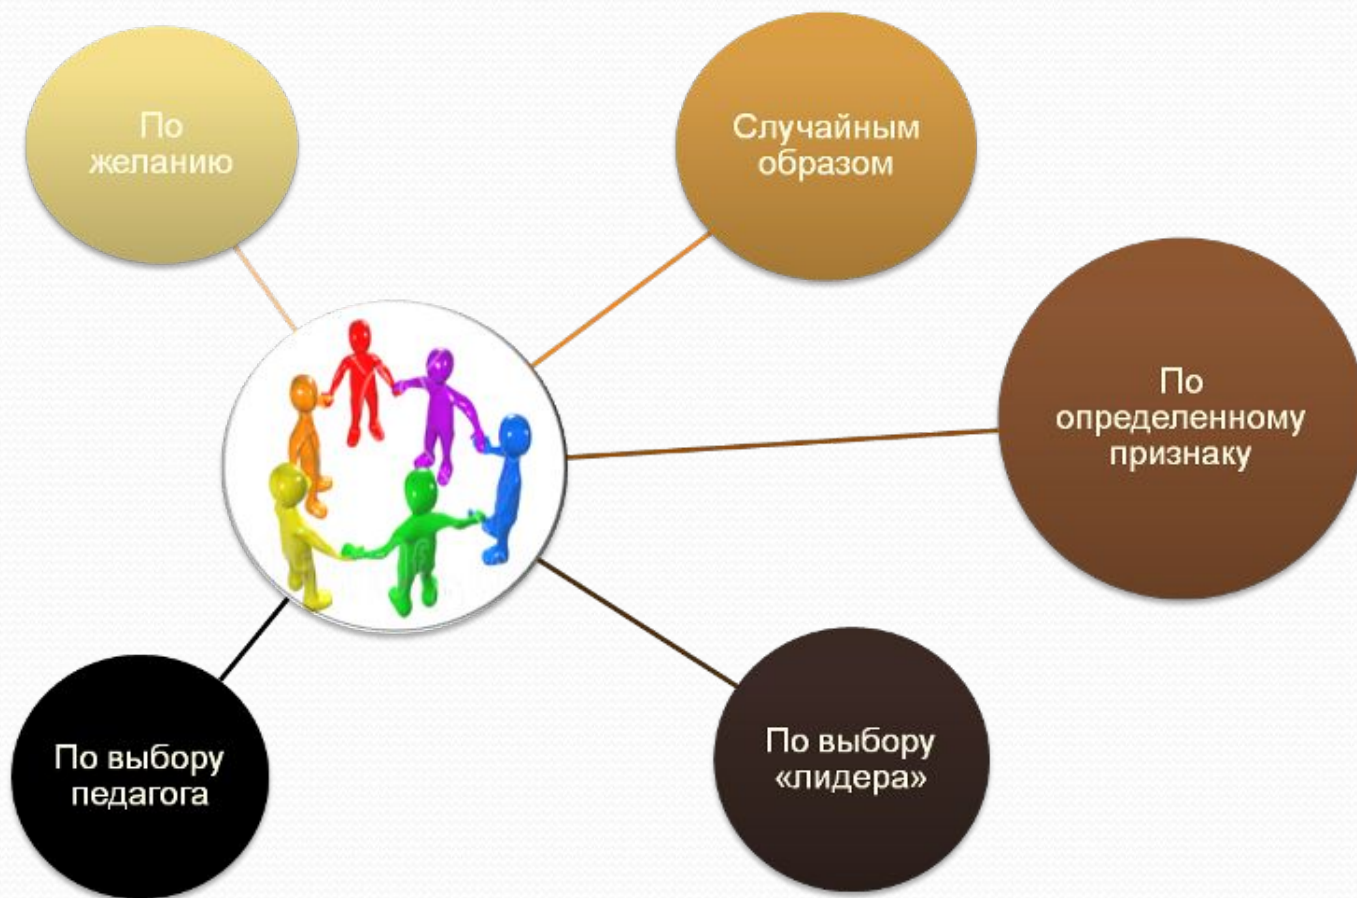 По
желанию
Случайным
образом
По
определенному
признаку
По выбору
«лидера»
По выбору
педагога